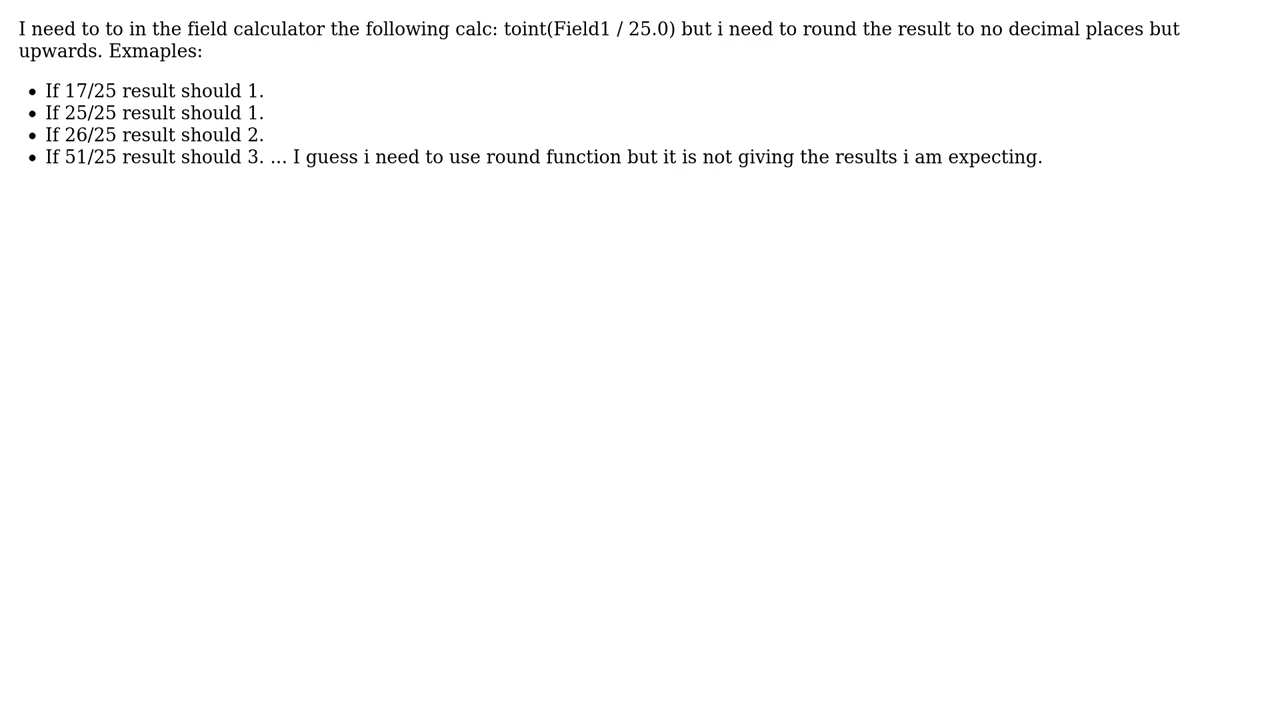 I need to to in the field calculator the following calc: toint(Field1 / 25.0) but i need to round the result to no decimal places but
upwards. Exmaples:
• If 17/25 result should 1.
• If 25/25 result should 1.
• If 26/25 result should 2.
• If 51/25 result should 3. ... I guess i need to use round function but it is not giving the results i am expecting.